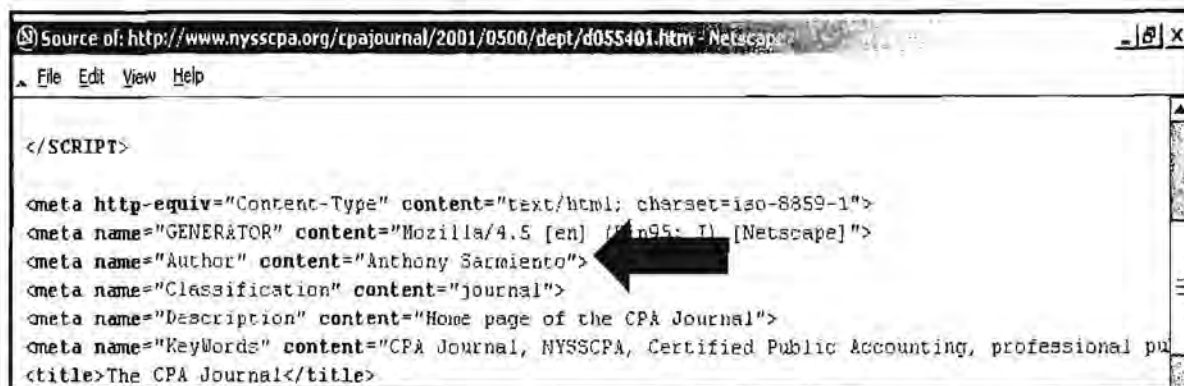 Source of: http://www.nysscpa.org/cpajournal/2001/0500/dept/d055401.htm - Netscape
File Edit View Help
</SCRIPT>
<meta http-equiv="Content-Type" content="text/html; charset=iso-8859-1">
<meta name="GENERATOR" content="Mozilla/4.5 [en] (Win95; I) [Netscape]">
<meta name="Author" content="Anthony Sarmiento">
<meta name="Classification" content="journal">
<meta name="Description" content="Home page of the CPA Journal">
<meta name="KeyWords" content="CPA Journal, NYSSCPA, Certified Public Accounting, professional pu
<title>The CPA Journal</title>